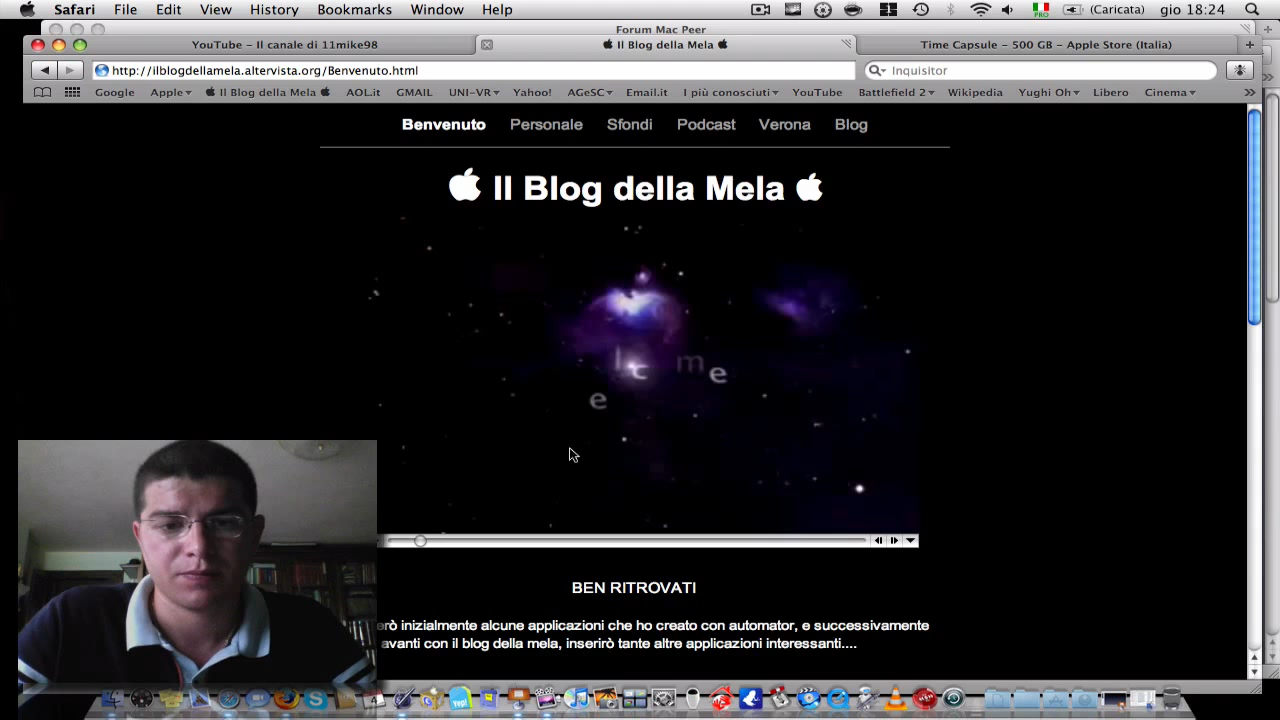 Safari File Edit View History Bookmarks Window Help PRO (Caricata) gio 18:24
Forum Mac Peer
YouTube – Il canale di 11mike98 Il Blog della Mela Time Capsule – 500 GB – Apple Store (Italia)
http://ilblogdellamela.altervista.org/Benvenuto.html Inquisitor
Google Apple Il Blog della Mela AOL.it GMAIL UNI-VR Yahoo! AGeSC Email.it I più conosciuti YouTube Battlefield 2 Wikipedia Yughi Oh Libero Cinema
Benvenuto Personale Sfondi Podcast Verona Blog
Il Blog della Mela
e l c m e
BEN RITROVATI
erò inizialmente alcune applicazioni che ho creato con automator, e successivamente
avanti con il blog della mela, inserirò tante altre applicazioni interessanti....